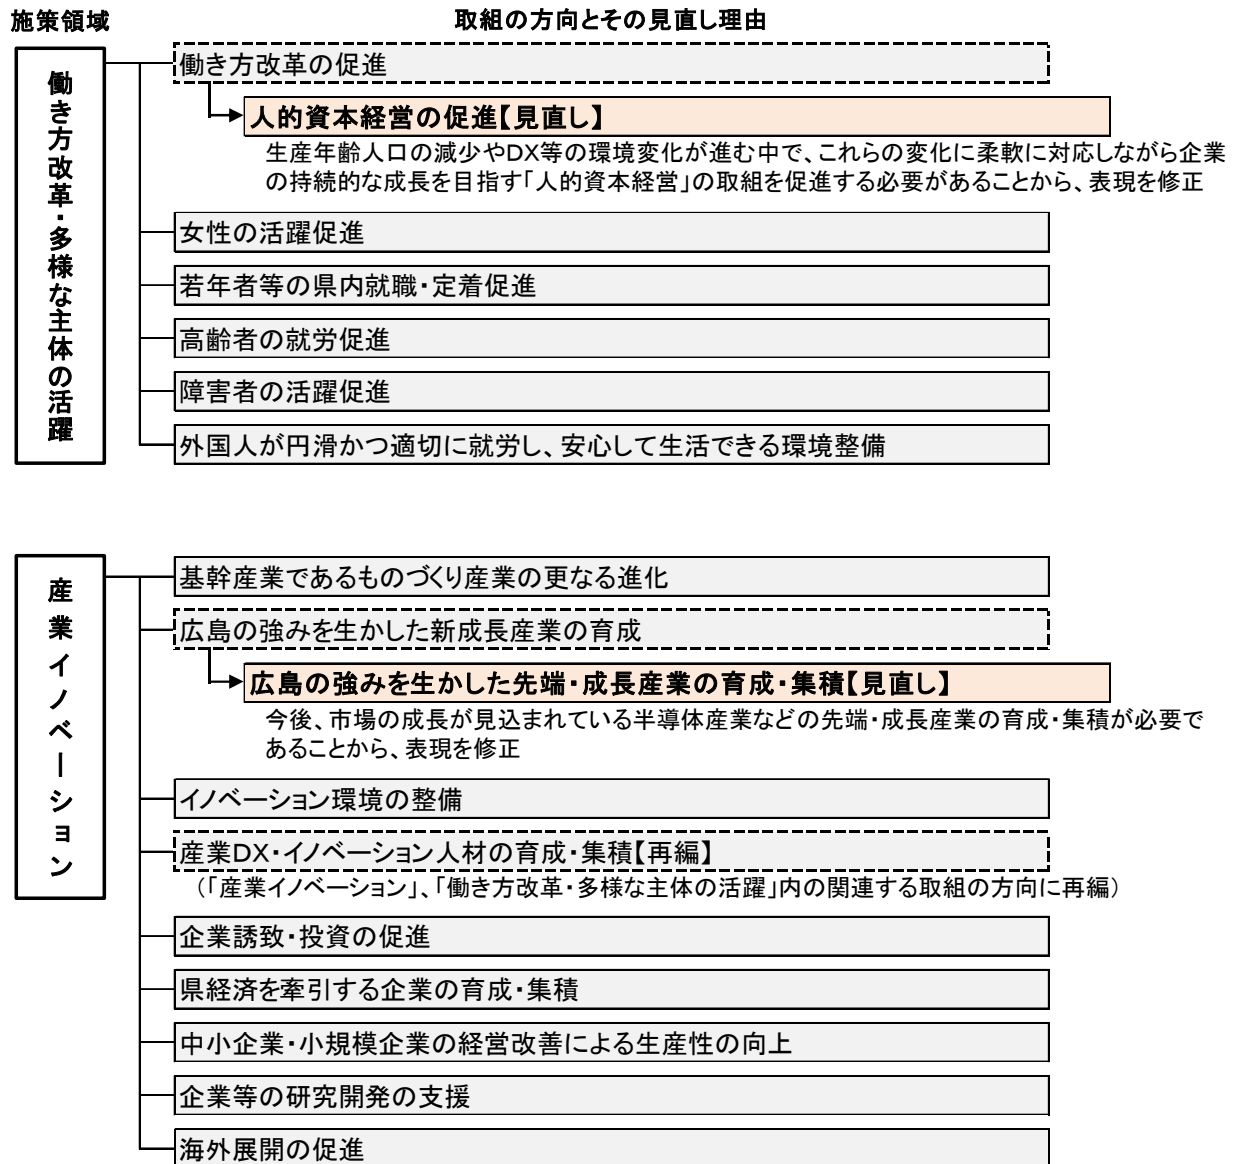 施策領域
取組の方向とその見直し理由
働き方改革・多様な主体の活躍
働き方改革の促進
人的資本経営の促進【見直し】
生産年齢人口の減少やDX等の環境変化が進む中で、これらの変化に柔軟に対応しながら企業
の持続的な成長を目指す「人的資本経営」の取組を促進する必要があることから、表現を修正
女性の活躍促進
若年者等の県内就職・定着促進
高齢者の就労促進
障害者の活躍促進
外国人が円滑かつ適切に就労し、安心して生活できる環境整備
産業イノベーション
基幹産業であるものづくり産業の更なる進化
広島の強みを生かした新成長産業の育成
広島の強みを生かした先端・成長産業の育成・集積【見直し】
今後、市場の成長が見込まれている半導体産業などの先端・成長産業の育成・集積が必要で
あることから、表現を修正
イノベーション環境の整備
産業DX・イノベーション人材の育成・集積【再編】
（「産業イノベーション」、「働き方改革・多様な主体の活躍」内の関連する取組の方向に再編）
企業誘致・投資の促進
県経済を牽引する企業の育成・集積
中小企業・小規模企業の経営改善による生産性の向上
企業等の研究開発の支援
海外展開の促進